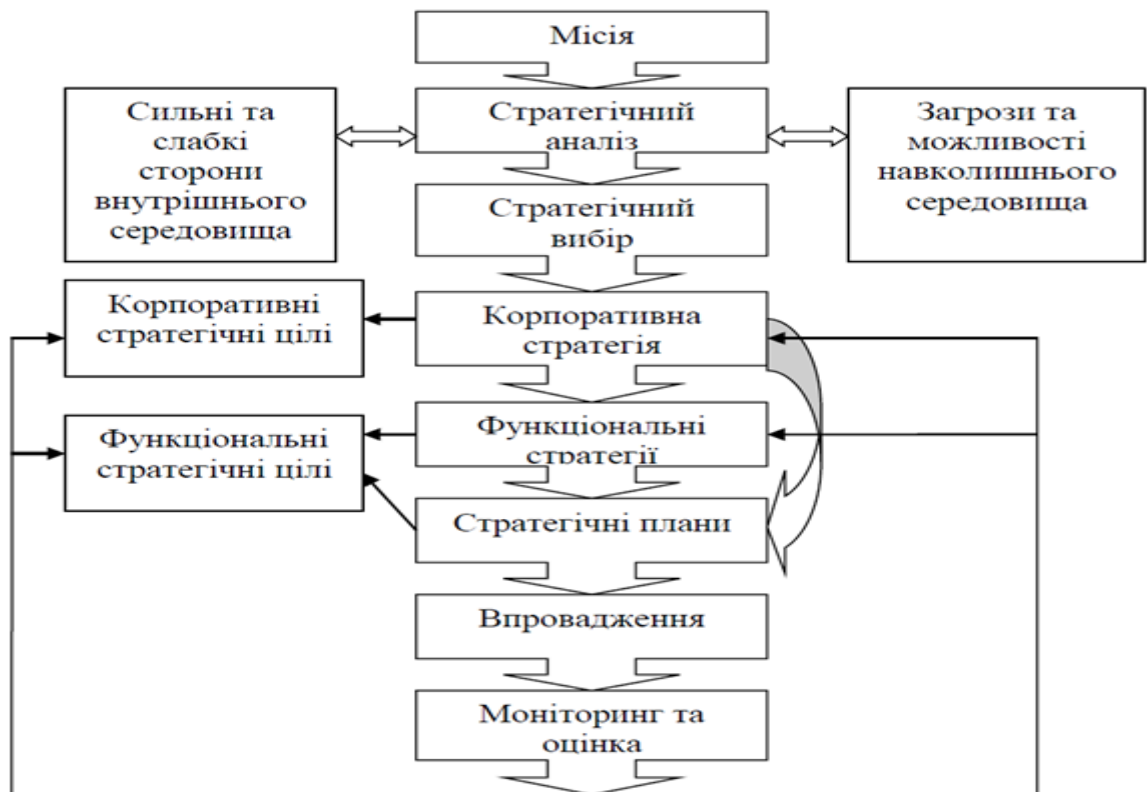 Місія
Сильні та
слабкі
сторони
внутрішнього
середовища
Стратегічний
аналіз
Загрози та
можливості
навколишнього
середовища
Стратегічний
вибір
Корпоративні
стратегічні цілі
Корпоративна
стратегія
Функціональні
стратегічні цілі
Функціональні
стратегії
Стратегічні плани
Впровадження
Моніторинг та
оцінка